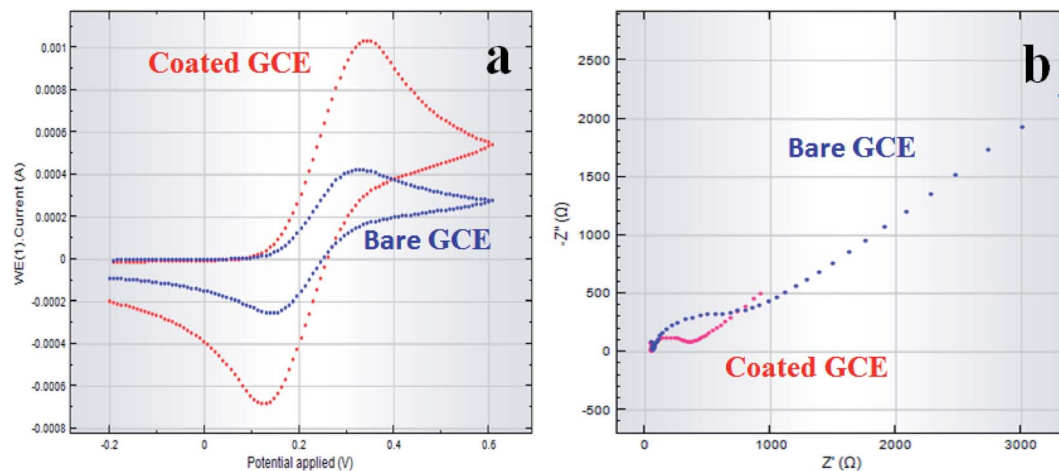 a
Coated GCE
Bare GCE
WE(1).Current (A)
0.001
0.0008
0.0006
0.0004
0.0002
0
-0.0002
-0.0004
-0.0006
-0.0008
-0.2
0
0.2
0.4
0.6
Potential applied (V)
b
Bare GCE
Coated GCE
-Z'' (Ω)
2500
2000
1500
1000
500
0
-500
0
1000
2000
3000
Z' (Ω)